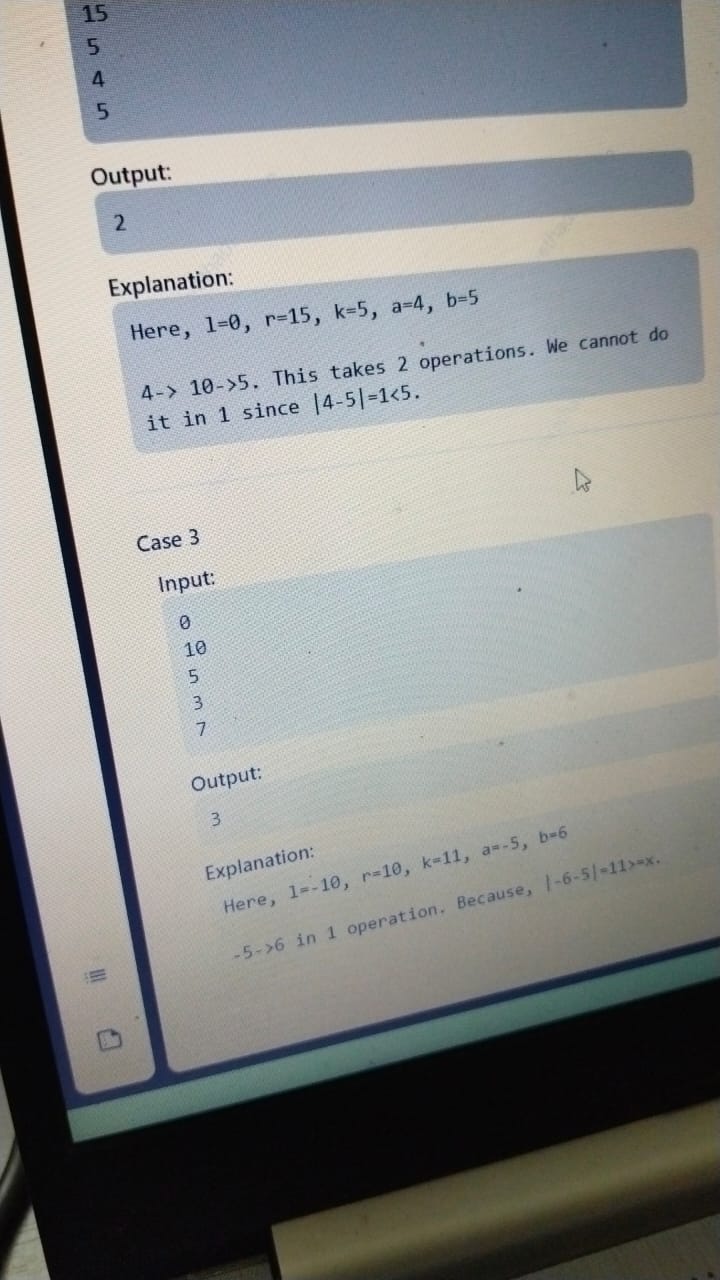 15
5
4
5
Output:
2
Explanation:
Here, l=0, r=15, k=5, a=4, b=5
4-> 10->5. This takes 2 operations. We cannot do
it in 1 since |4-5|=1<5.
Case 3
Input:
0
10
5
3
7
Output:
3
Explanation:
Here, l=-10, r=10, k=11, a=-5, b=6
-5->6 in 1 operation. Because, |-6-5|=11>=x.